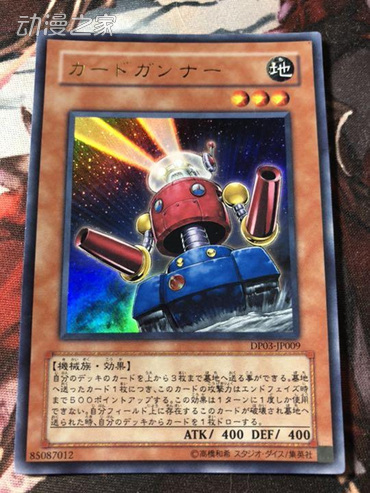 动漫之家
カードガンナー
地
DP03-JP009
【機械族・効果】
自分のデッキのカードを上から３枚まで墓地へ送る事ができる。墓地
へ送ったカード１枚につき、このカードの攻撃力はエンドフェイズ時
まで５００ポイントアップする。この効果は１ターンに１度しか使用
できない。自分フィールド上に存在するこのカードが破壊され墓地へ
送られた時、自分のデッキからカードを１枚ドローする。
ATK/ 400 DEF/ 400
85087012
©高橋和希 スタジオ・ダイス/集英社